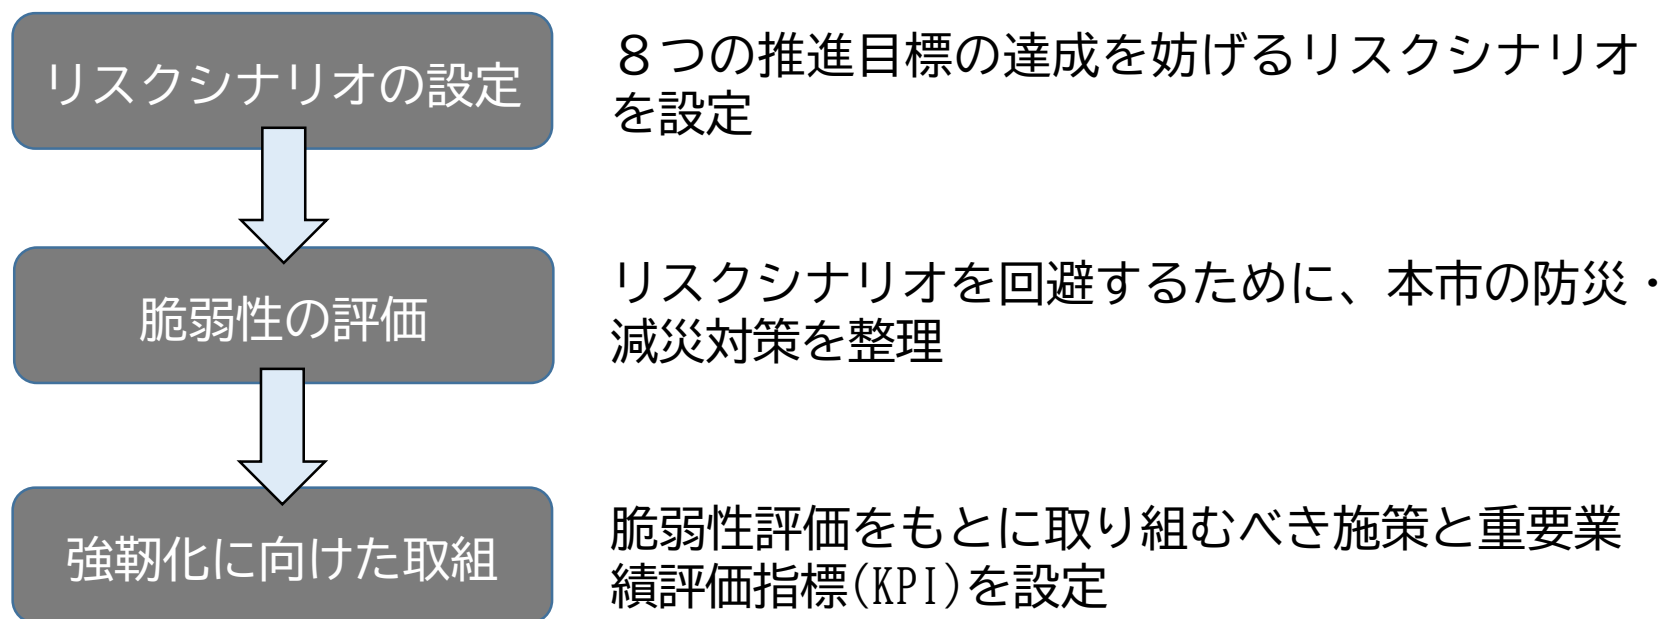 リスクシナリオの設定
８つの推進目標の達成を妨げるリスクシナリオ
を設定
脆弱性の評価
リスクシナリオを回避するために、本市の防災・
減災対策を整理
強靭化に向けた取組
脆弱性評価をもとに取り組むべき施策と重要業
績評価指標(KPI)を設定